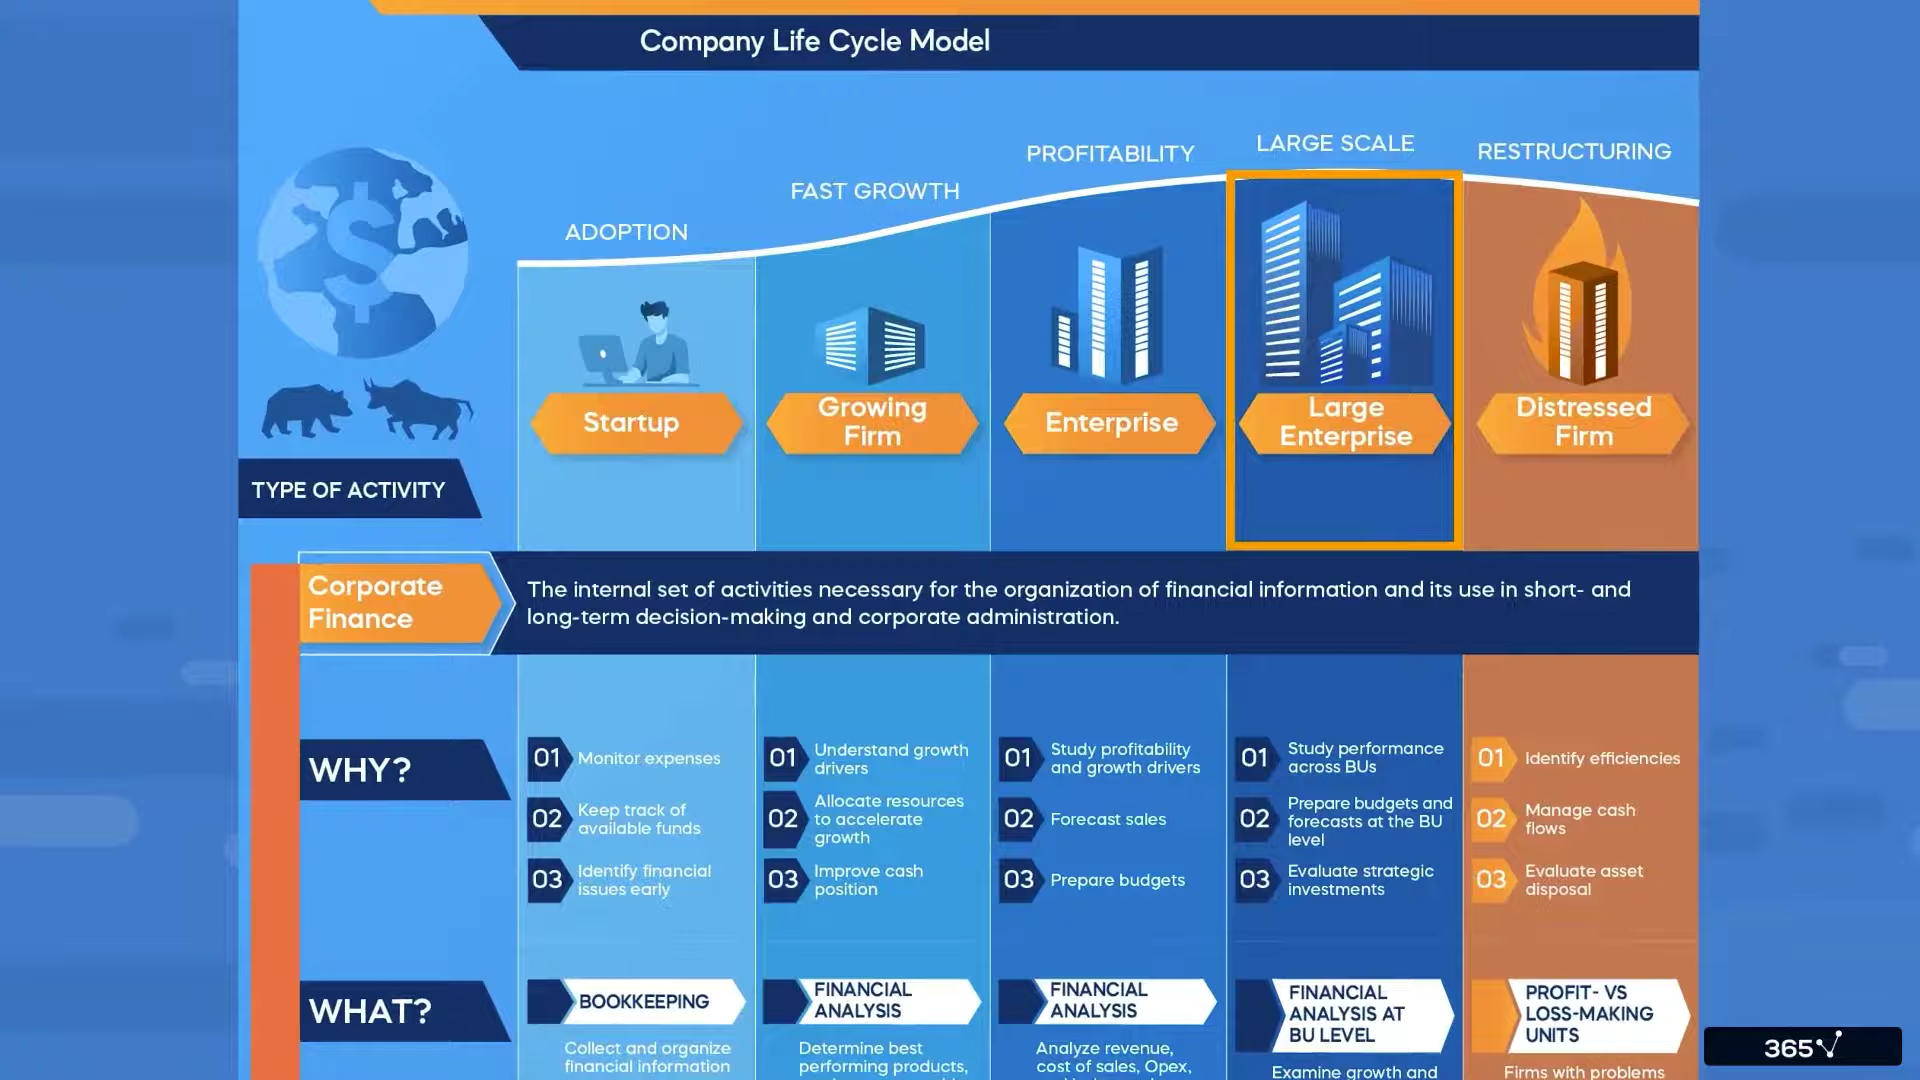 Company Life Cycle Model
ADOPTION
FAST GROWTH
PROFITABILITY
LARGE SCALE
RESTRUCTURING
$
Startup
Growing
Firm
Enterprise
Large
Enterprise
Distressed
Firm
TYPE OF ACTIVITY
Corporate
Finance
The internal set of activities necessary for the organization of financial information and its use in short- and
long-term decision-making and corporate administration.
WHY?
01 Monitor expenses
02 Keep track of
available funds
03 Identify financial
issues early
01 Understand growth
drivers
02 Allocate resources
to accelerate
growth
03 Improve cash
position
01 Study profitability
and growth drivers
02 Forecast sales
03 Prepare budgets
01 Study performance
across BUs
02 Prepare budgets and
forecasts at the BU
level
03 Evaluate strategic
investments
01 Identify efficiencies
02 Manage cash
flows
03 Evaluate asset
disposal
WHAT?
BOOKKEEPING
Collect and organize
financial information
FINANCIAL
ANALYSIS
Determine best
performing products,
FINANCIAL
ANALYSIS
Analyze revenue,
cost of sales, Opex,
FINANCIAL
ANALYSIS AT
BU LEVEL
Examine growth and
PROFIT- VS
LOSS-MAKING
UNITS
Firms with problems
365